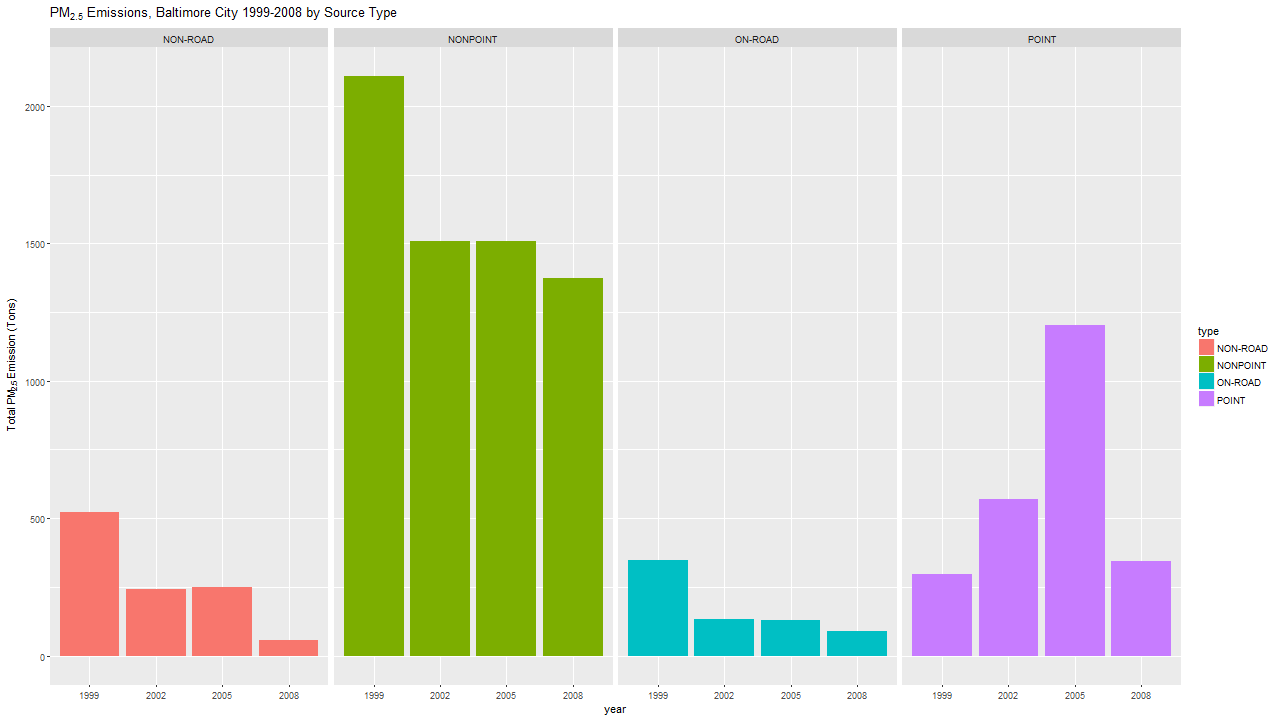 PM2.5 Emissions, Baltimore City 1999-2008 by Source Type
NON-ROAD
NONPOINT
ON-ROAD
POINT
Total PM2.5 Emission (Tons)
2000
1500
1000
500
0
1999 2002 2005 2008
1999 2002 2005 2008
1999 2002 2005 2008
1999 2002 2005 2008
year
type
NON-ROAD
NONPOINT
ON-ROAD
POINT